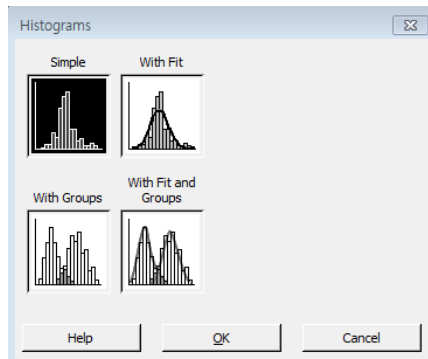 Histograms
Simple
With Fit
With Groups
With Fit and
Groups
Help
OK
Cancel